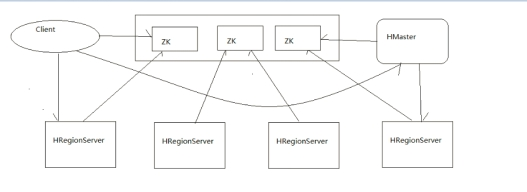 Client
ZK
ZK
ZK
HMaster
HRegionServer
HRegionServer
HRegionServer
HRegionServer